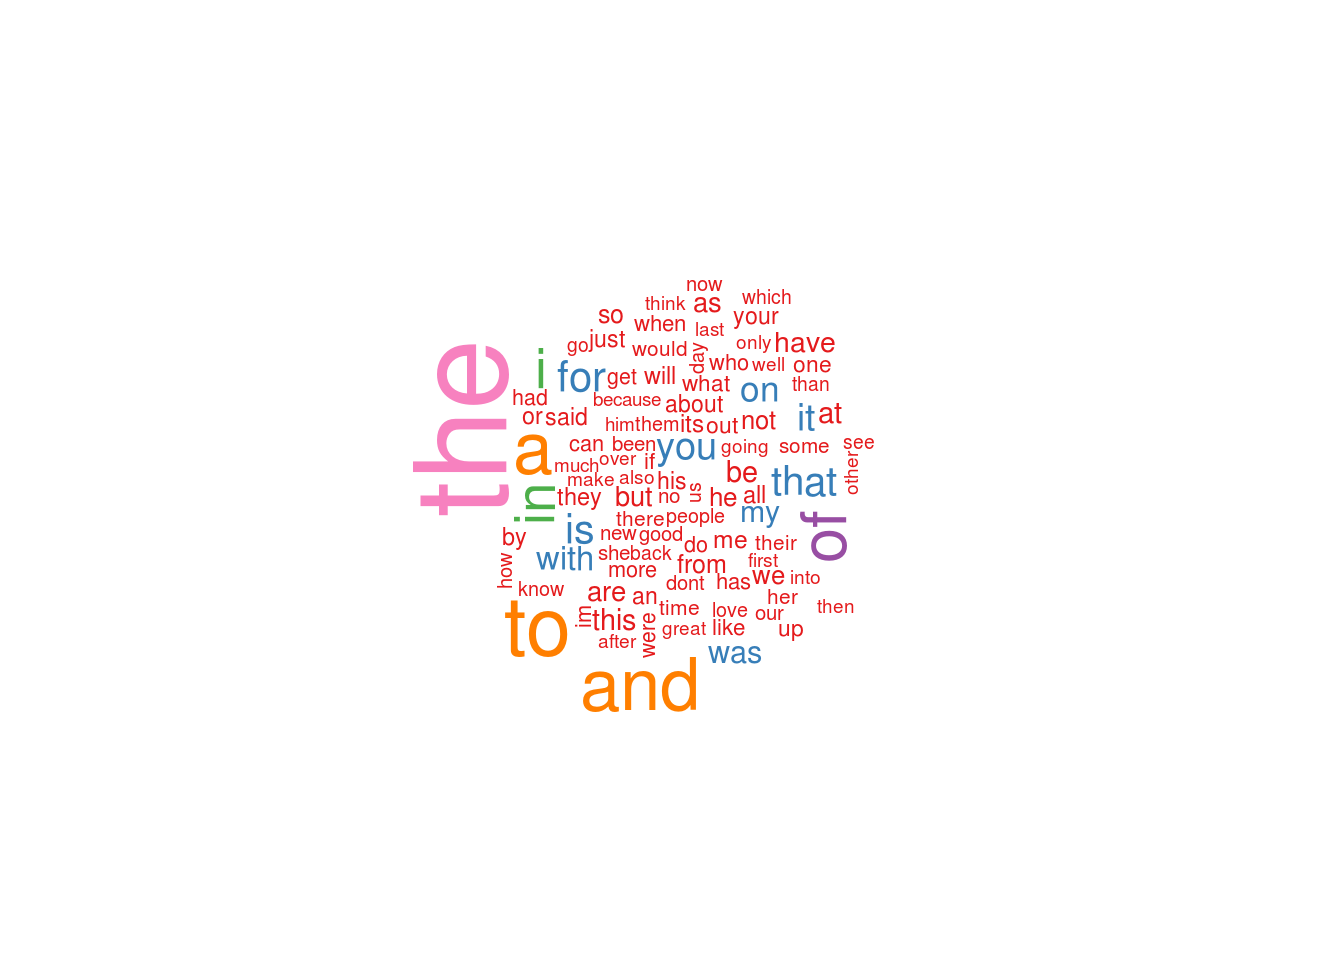 now
think as which
so when last your
go just would day only have
the i for get will who well one
had because what on than
or said about it at
him them its out not
a can been you going some see
much over if be that other
make also his us he all
in they but no my of
there people
by is new good do me their
with she back from first
how more dont has we into
know are an time love her then
to im this were great like our up
after was
and